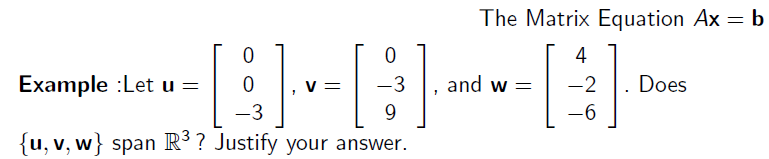 The Matrix Equation Ax = b
Example :Let u = [0 0 −3], v = [0 −3 9], and w = [4 −2 −6]. Does
{u, v, w} span ℝ³ ? Justify your answer.